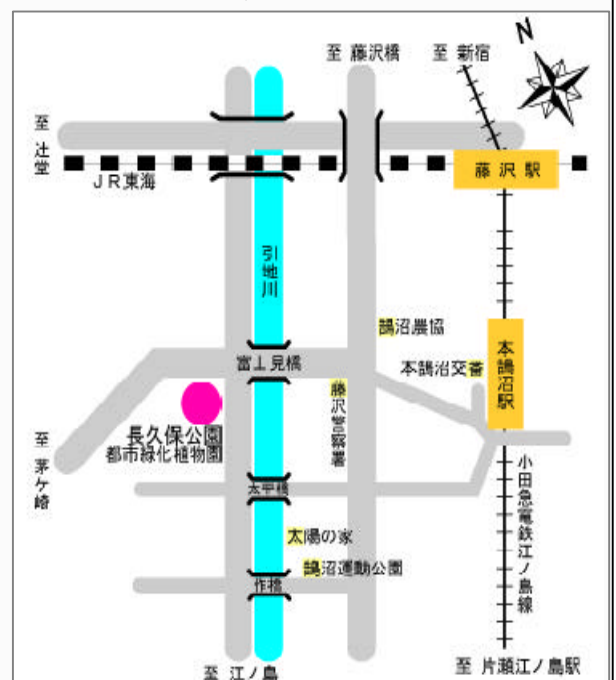 N
至 藤沢橋
至 新宿
至 辻堂
JR東海
藤沢駅
引地川
鵠沼農協
富士見橋
本鵠沼交番
本鵠沼駅
藤沢警察署
長久保公園
都市緑化植物園
至 茅ケ崎
太平橋
小田急電鉄江ノ島線
太陽の家
鵠沼運動公園
作橋
至 江ノ島
至 片瀬江ノ島駅